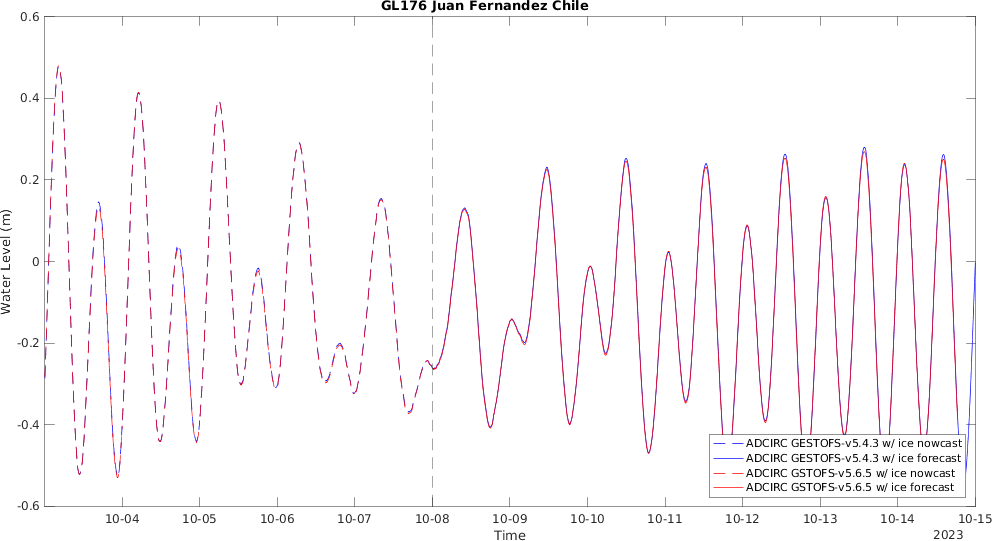 GL176 Juan Fernandez Chile
0.6
0.4
0.2
0
-0.2
-0.4
-0.6
Water Level (m)
ADCIRC GESTOFS-v5.4.3 w/ ice nowcast
ADCIRC GESTOFS-v5.4.3 w/ ice forecast
ADCIRC GSTOFS-v5.6.5 w/ ice nowcast
ADCIRC GSTOFS-v5.6.5 w/ ice forecast
10-04 10-05 10-06 10-07 10-08 10-09 10-10 10-11 10-12 10-13 10-14 10-15
Time
2023